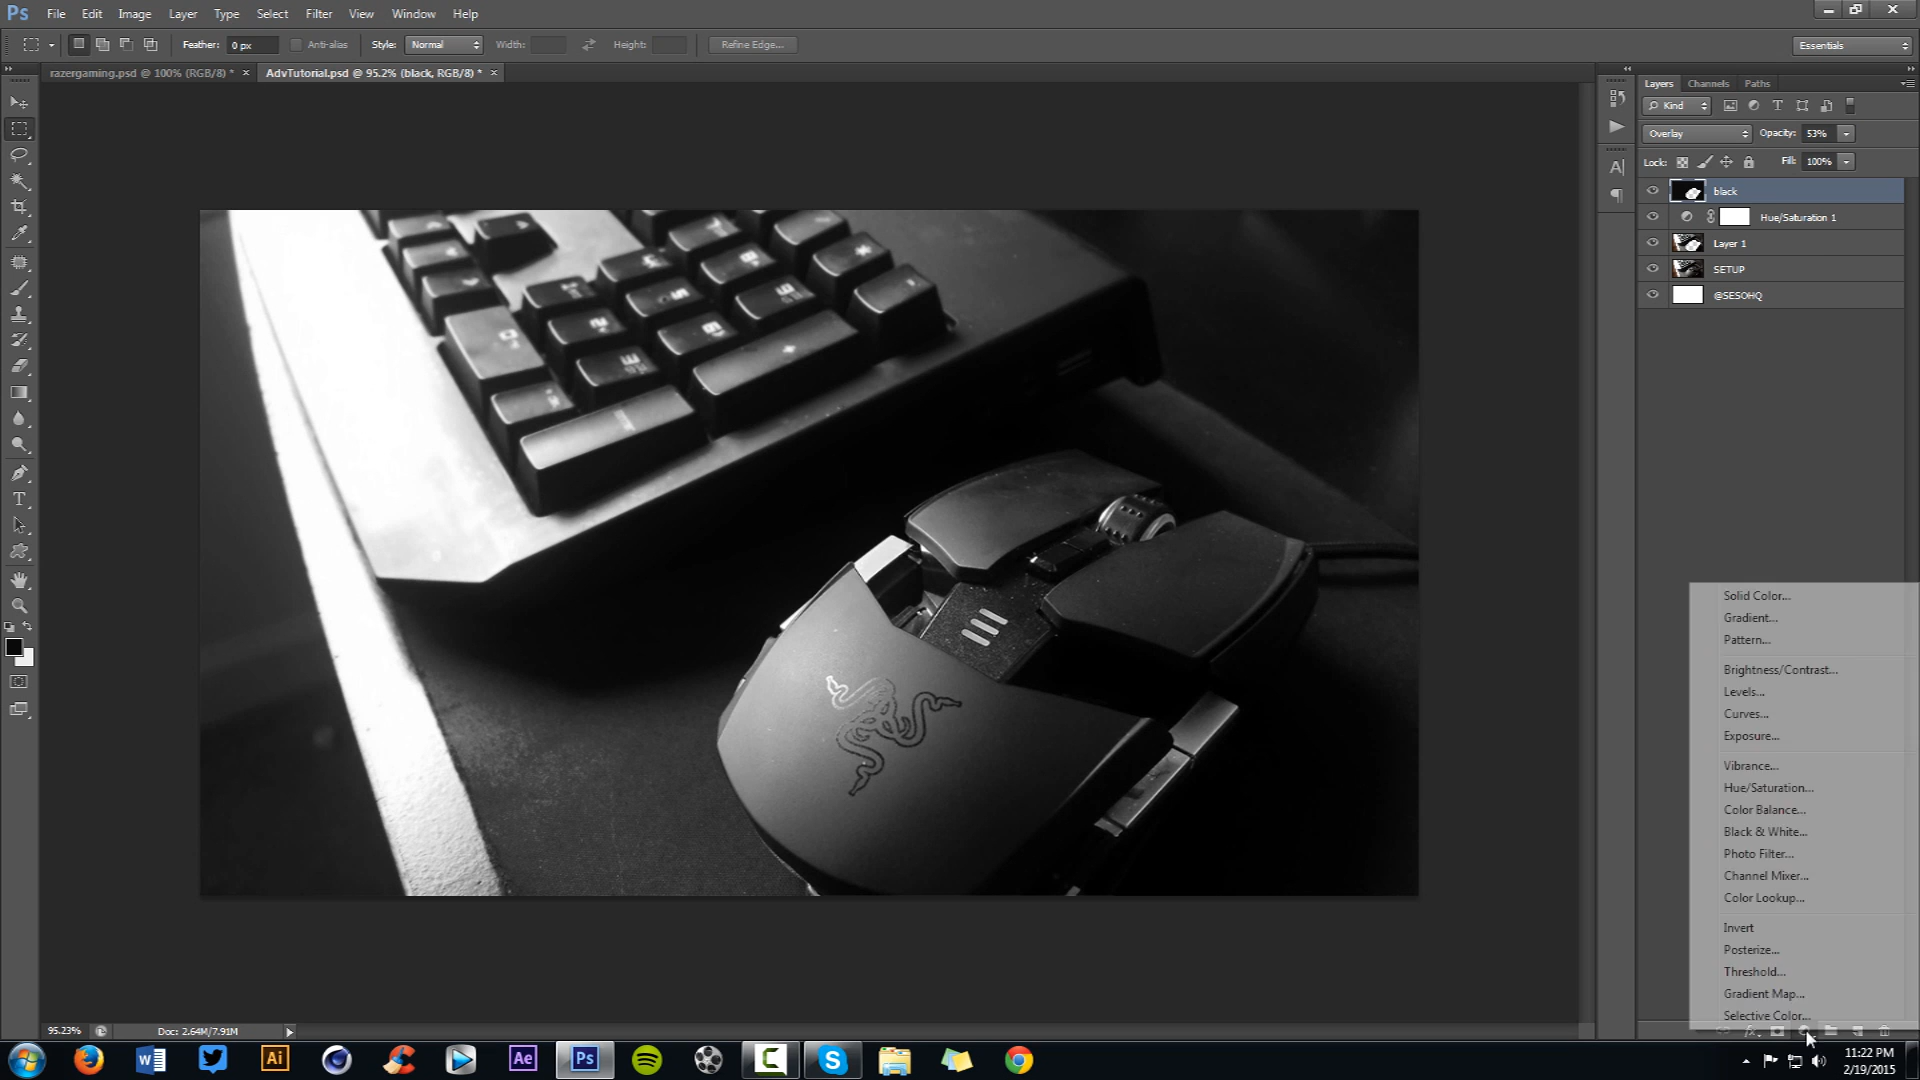 Ps File Edit Image Layer Type Select Filter View Window Help
Feather: 0 px Anti-alias Style: Normal Width: Height: Refine Edge... Essentials
razergaming.psd @ 100% (RGB/8) * × AdvTutorial.psd @ 95.2% (black, RGB/8) * ×
Layers Channels Paths
Kind
Overlay Opacity: 53%
Lock: Fill: 100%
black
Hue/Saturation 1
Layer 1
SETUP
@SESOHQ
Solid Color...
Gradient...
Pattern...
Brightness/Contrast...
Levels...
Curves...
Exposure...
Vibrance...
Hue/Saturation...
Color Balance...
Black & White...
Photo Filter...
Channel Mixer...
Color Lookup...
Invert
Posterize...
Threshold...
Gradient Map...
Selective Color...
95.23% Doc: 2.64M/7.91M
Ai Ae Ps
11:22 PM
2/19/2015